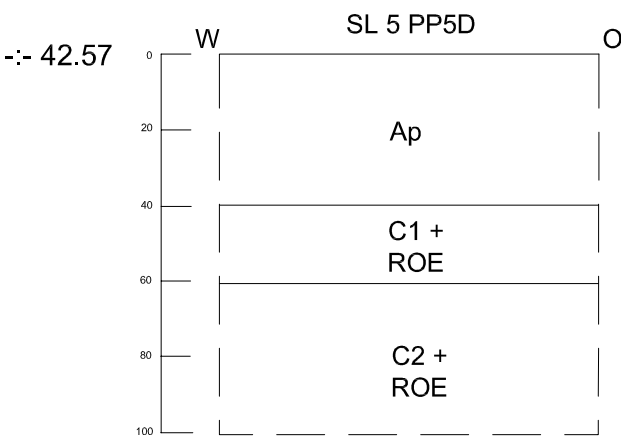 SL 5 PP5D
W
O
-:- 42.57
0
20
Ap
40
C1 +
ROE
60
80
C2 +
ROE
100